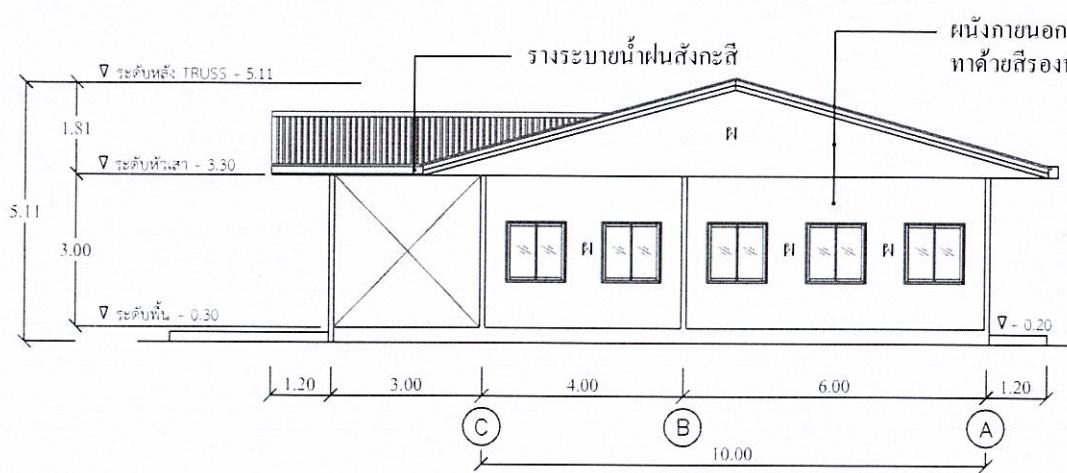 ผนังภายนอก
ทาด้วยสีรอง
รางระบายน้ำฝนสังกะสี
∇ ระดับหลัง TRUSS + 5.11
1.81
ผ
∇ ระดับหัวเสา + 3.30
5.11
3.00
ผ ผ ผ
∇ ระดับพื้น + 0.30
∇ + 0.20
1.20 3.00 4.00 6.00 1.20
C B A
10.00